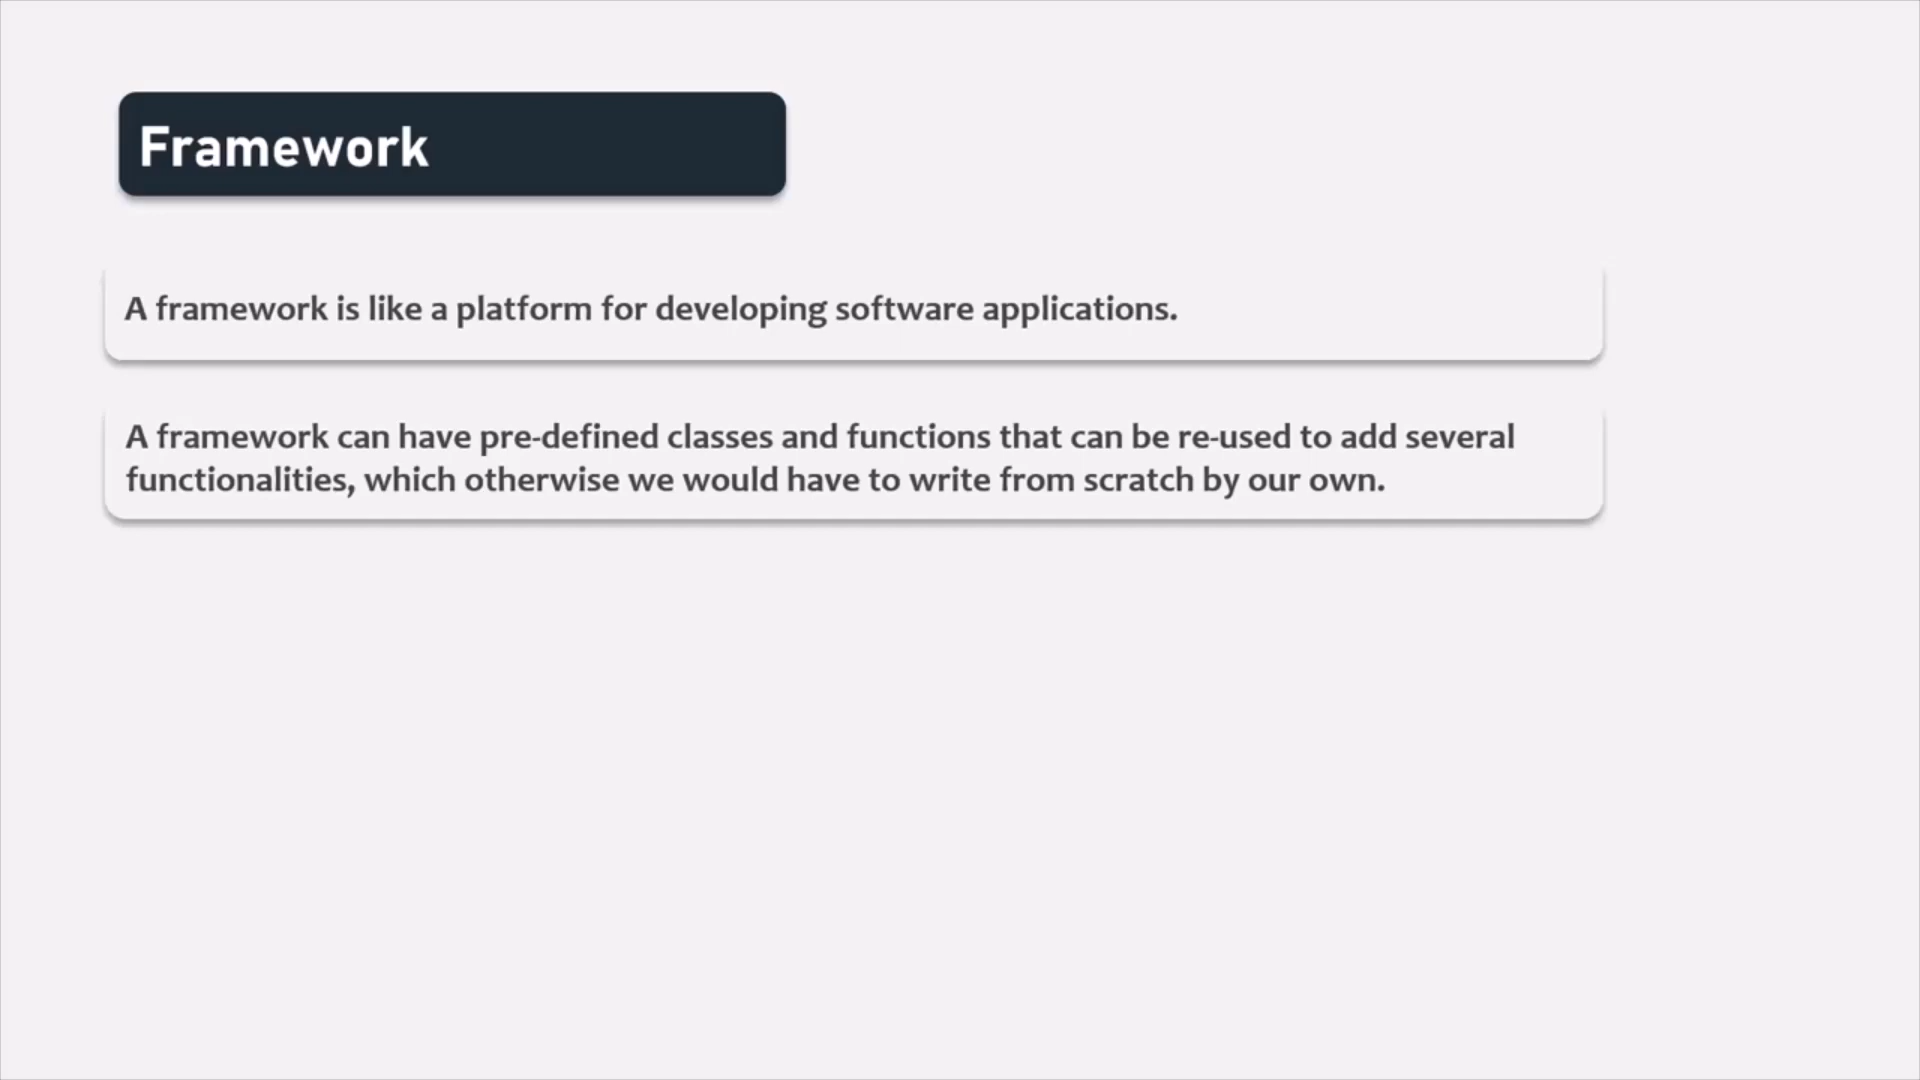 Framework
A framework is like a platform for developing software applications.
A framework can have pre-defined classes and functions that can be re-used to add several
functionalities, which otherwise we would have to write from scratch by our own.